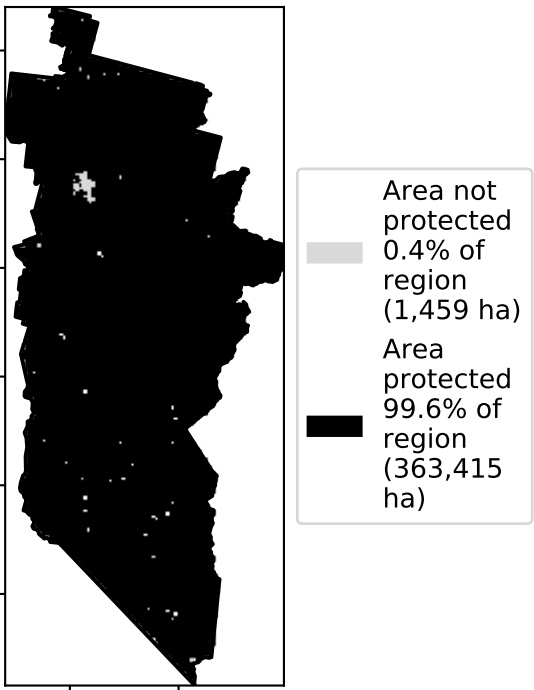 Area not
protected
0.4% of
region
(1,459 ha)
Area
protected
99.6% of
region
(363,415
ha)